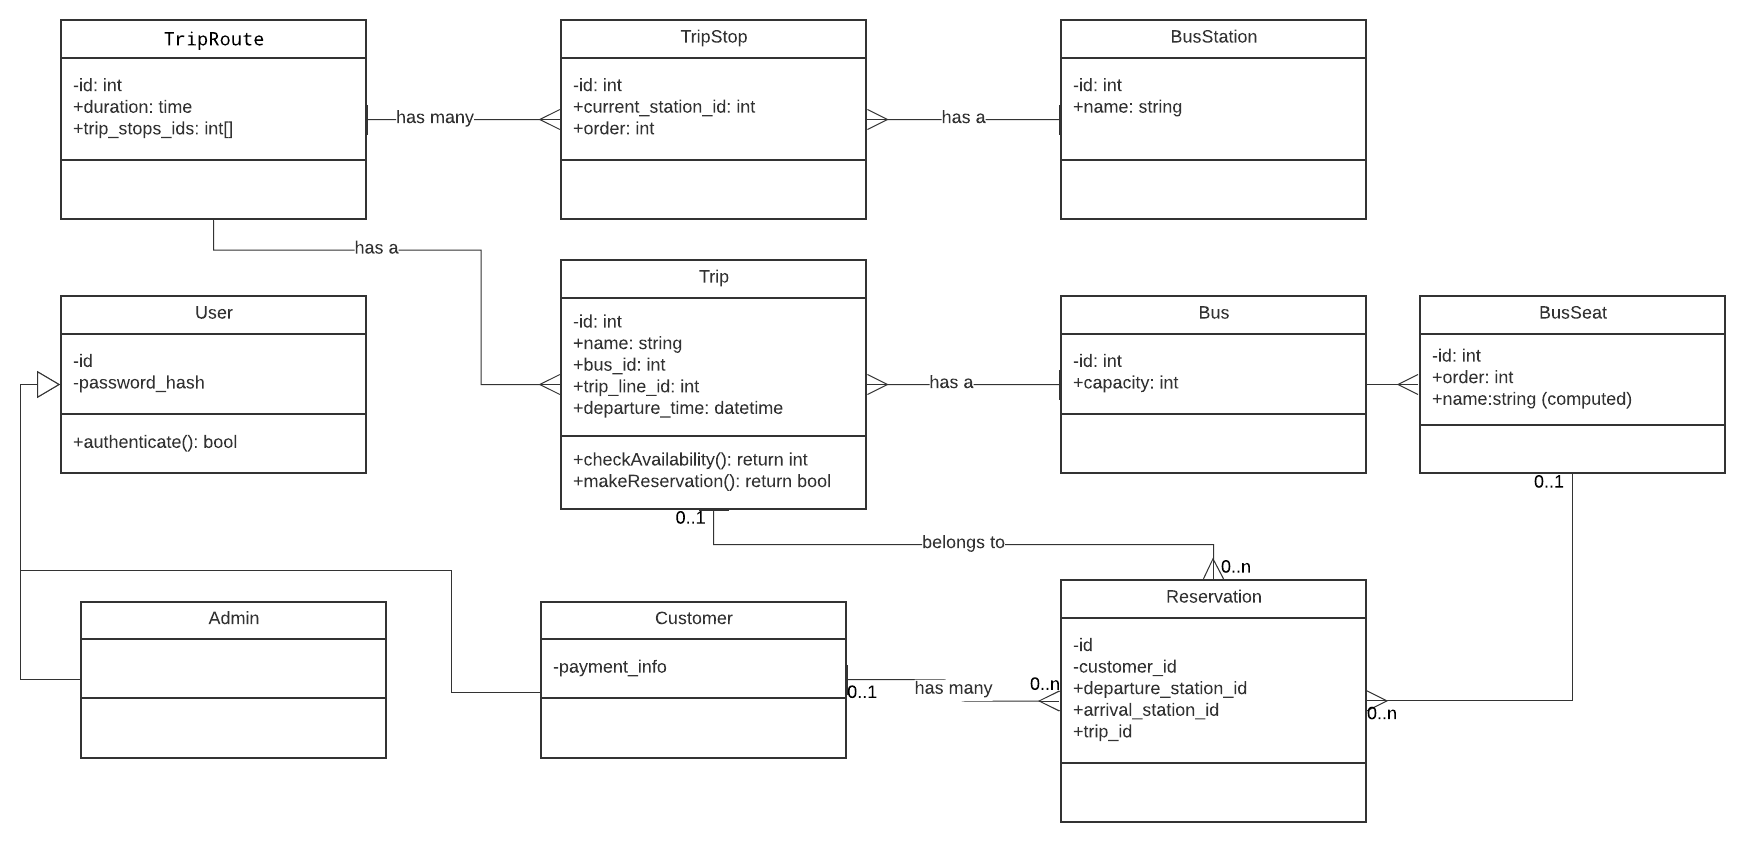 TripRoute
-id: int
+duration: time
+trip_stops_ids: int[]
has many
TripStop
-id: int
+current_station_id: int
+order: int
has a
BusStation
-id: int
+name: string
has a
User
-id
-password_hash
+authenticate(): bool
Trip
-id: int
+name: string
+bus_id: int
+trip_line_id: int
+departure_time: datetime
+checkAvailability(): return int
+makeReservation(): return bool
has a
Bus
-id: int
+capacity: int
BusSeat
-id: int
+order: int
+name:string (computed)
0..1
0..1
belongs to
0..n
Admin
Customer
-payment_info
0..1
has many
0..n
Reservation
-id
-customer_id
+departure_station_id
+arrival_station_id
+trip_id
0..n